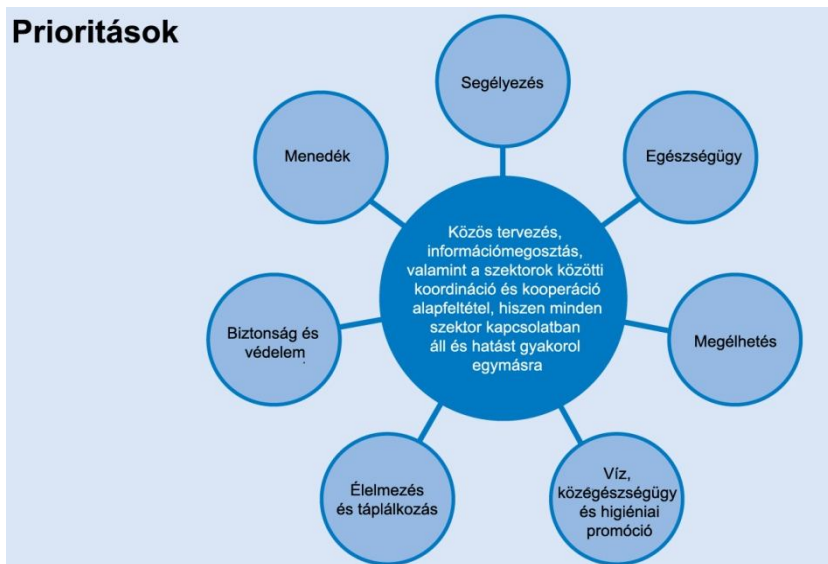 Prioritások
Segélyezés
Egészségügy
Megélhetés
Víz,
közégészségügy
és higiéniai
promóció
Élelmezés
és táplálkozás
Biztonság és
védelem
Menedék
Közös tervezés,
információmegosztás,
valamint a szektorok közötti
koordináció és kooperáció
alapfeltétel, hiszen minden
szektor kapcsolatban
áll és hatást gyakorol
egymásra